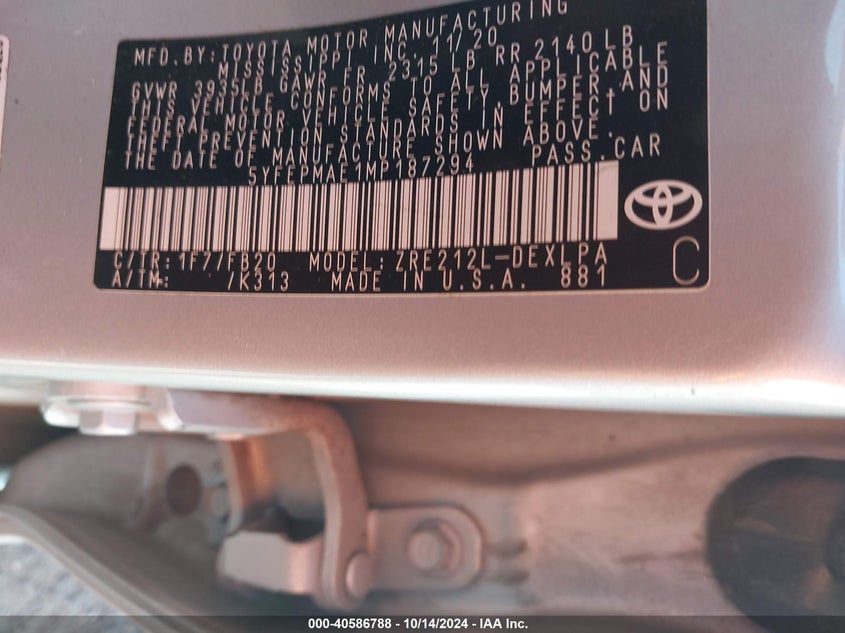 MFD.BY:TOYOTA MOTOR MANUFACTURING
MISSISSIPPI INC. 11/20
GVWR 3935LB GAWR FR 2315 LB RR 2140 LB
THIS VEHICLE CONFORMS TO ALL APPLICABLE
FEDERAL MOTOR VEHICLE SAFETY,BUMPER,AND
THEFT PREVENTION STANDARDS IN EFFECT ON
THE DATE OF MANUFACTURE SHOWN ABOVE.
5YFEPMAE1MP187294 PASS.CAR
C/TR:1F7/FB20 MODEL:ZRE212L-DEXLPA
A/TM: /K313 MADE IN U.S.A. 881
C
000-40586788 - 10/14/2024 - IAA Inc.